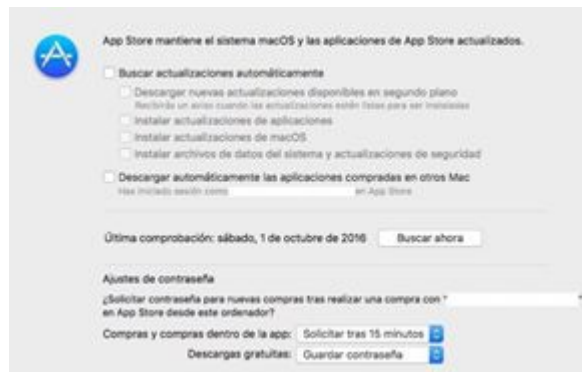 App Store mantiene el sistema macOS y las aplicaciones de App Store actualizados.
Buscar actualizaciones automáticamente
Descargar nuevas actualizaciones disponibles en segundo plano
Recibirás un aviso cuando las actualizaciones estén listas para ser instaladas
Instalar actualizaciones de aplicaciones
Instalar actualizaciones de macOS
Instalar archivos de datos del sistema y actualizaciones de seguridad
Descargar automáticamente las aplicaciones compradas en otros Mac
Has iniciado sesión como en App Store
Última comprobación: sábado, 1 de octubre de 2016 Buscar ahora
Ajustes de contraseña
¿Solicitar contraseña para nuevas compras tras realizar una compra con " "
en App Store desde este ordenador?
Compras y compras dentro de la app: Solicitar tras 15 minutos
Descargas gratuitas: Guardar contraseña